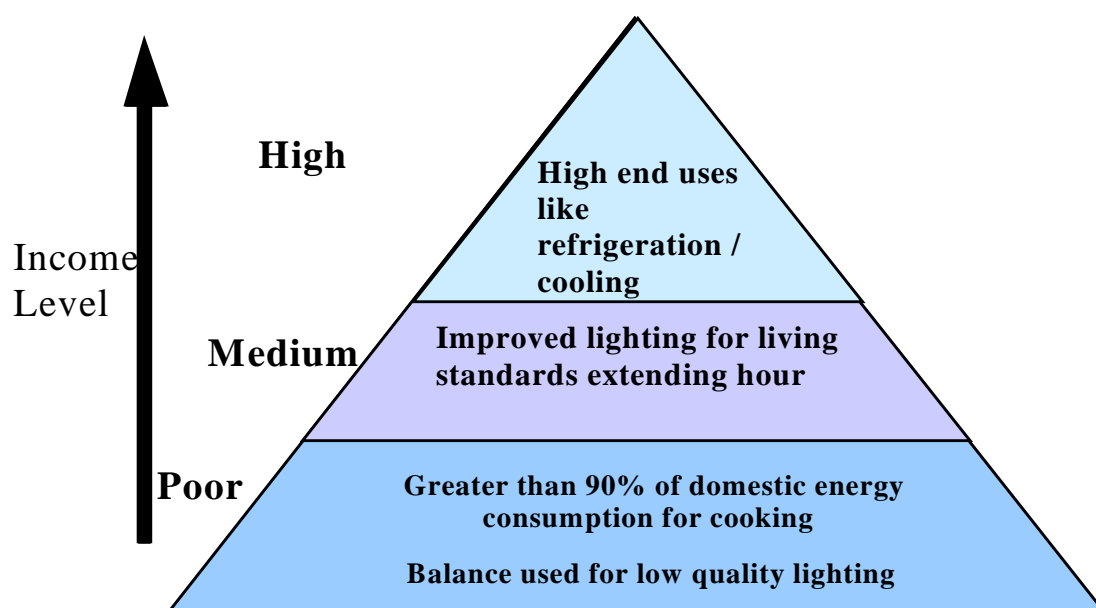 High
High end uses
like
refrigeration /
cooling
Income
Level
Medium
Improved lighting for living
standards extending hour
Poor
Greater than 90% of domestic energy
consumption for cooking
Balance used for low quality lighting